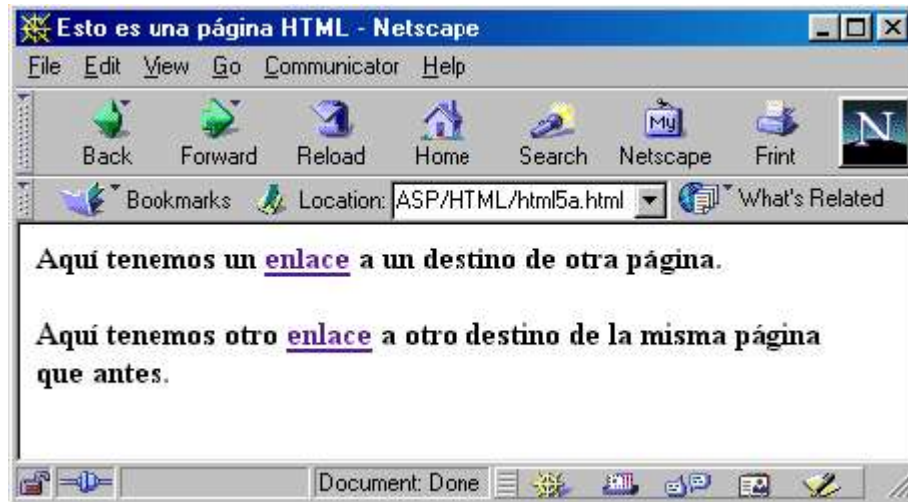 Esto es una página HTML - Netscape
File Edit View Go Communicator Help
Back Forward Reload Home Search Netscape Print
My
N
Bookmarks Location: ASP/HTML/html5a.html What's Related
Aquí tenemos un enlace a un destino de otra página.
Aquí tenemos otro enlace a otro destino de la misma página
que antes.
Document: Done